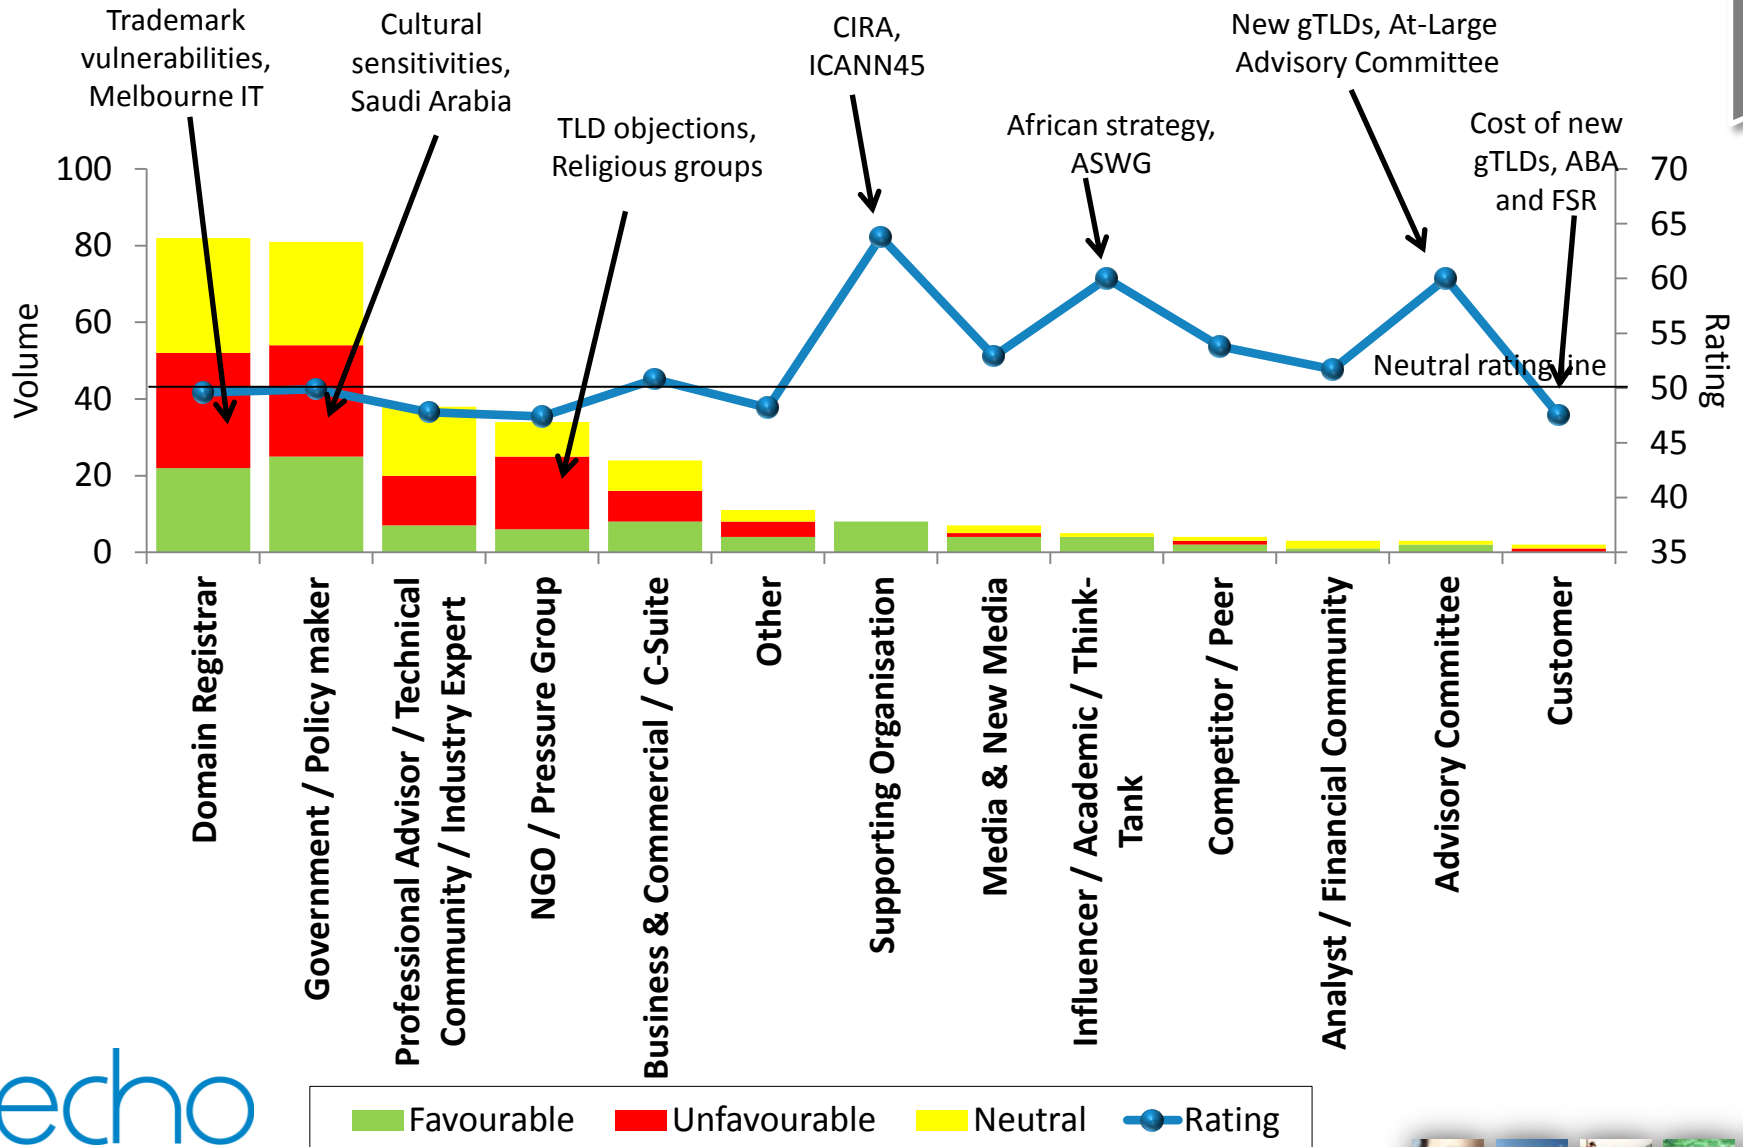 Trademark
vulnerabilities,
Melbourne IT
Cultural
sensitivities,
Saudi Arabia
TLD objections,
Religious groups
CIRA,
ICANN45
African strategy,
ASWG
New gTLDs, At-Large
Advisory Committee
Cost of new
gTLDs, ABA
and FSR
100
80
60
40
20
0
Volume
70
65
60
55
50
45
40
35
Rating
Neutral rating line
Domain Registrar
Government / Policy maker
Professional Advisor / Technical
Community / Industry Expert
NGO / Pressure Group
Business & Commercial / C-Suite
Other
Supporting Organisation
Media & New Media
Influencer / Academic / Think-
Tank
Competitor / Peer
Analyst / Financial Community
Advisory Committee
Customer
echo
Favourable
Unfavourable
Neutral
Rating